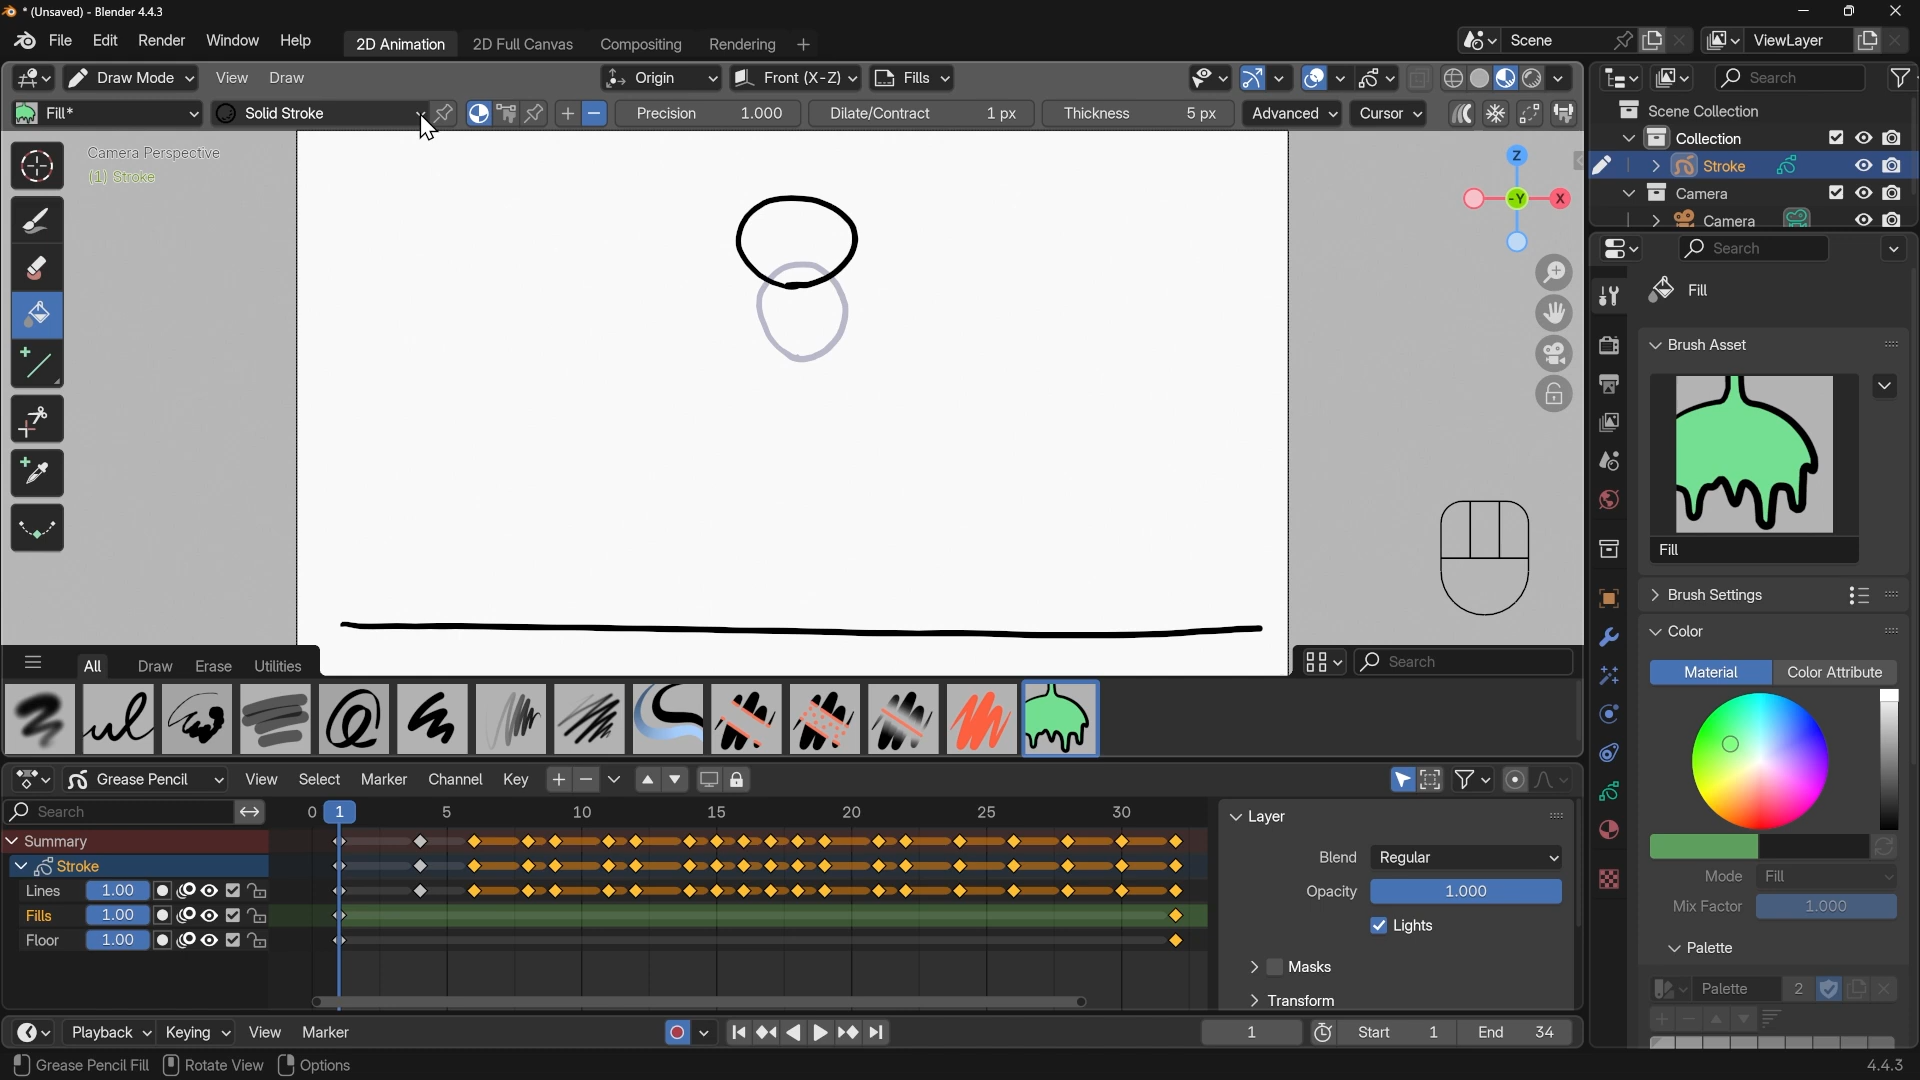 * (Unsaved) - Blender 4.4.3
File Edit Render Window Help 2D Animation 2D Full Canvas Compositing Rendering + Scene ViewLayer
Draw Mode View Draw Origin Front (X-Z) Fills Search
Fill* Solid Stroke Precision 1.000 Dilate/Contract 1 px Thickness 5 px Advanced Cursor
Scene Collection
Collection
Stroke
Camera
Camera
Camera Perspective
(1) Stroke
Z
-Y X
Search
Fill
Brush Asset
Fill
Brush Settings
Color
Material Color Attribute
Mode Fill
Mix Factor 1.000
Palette
Palette 2
All Draw Erase Utilities Search
Grease Pencil View Select Marker Channel Key
Search 0 1 5 10 15 20 25 30
Summary
Stroke
Lines 1.00
Fills 1.00
Floor 1.00
Layer
Blend Regular
Opacity 1.000
Lights
Masks
Transform
Playback Keying View Marker 1 Start 1 End 34
Grease Pencil Fill Rotate View Options 4.4.3